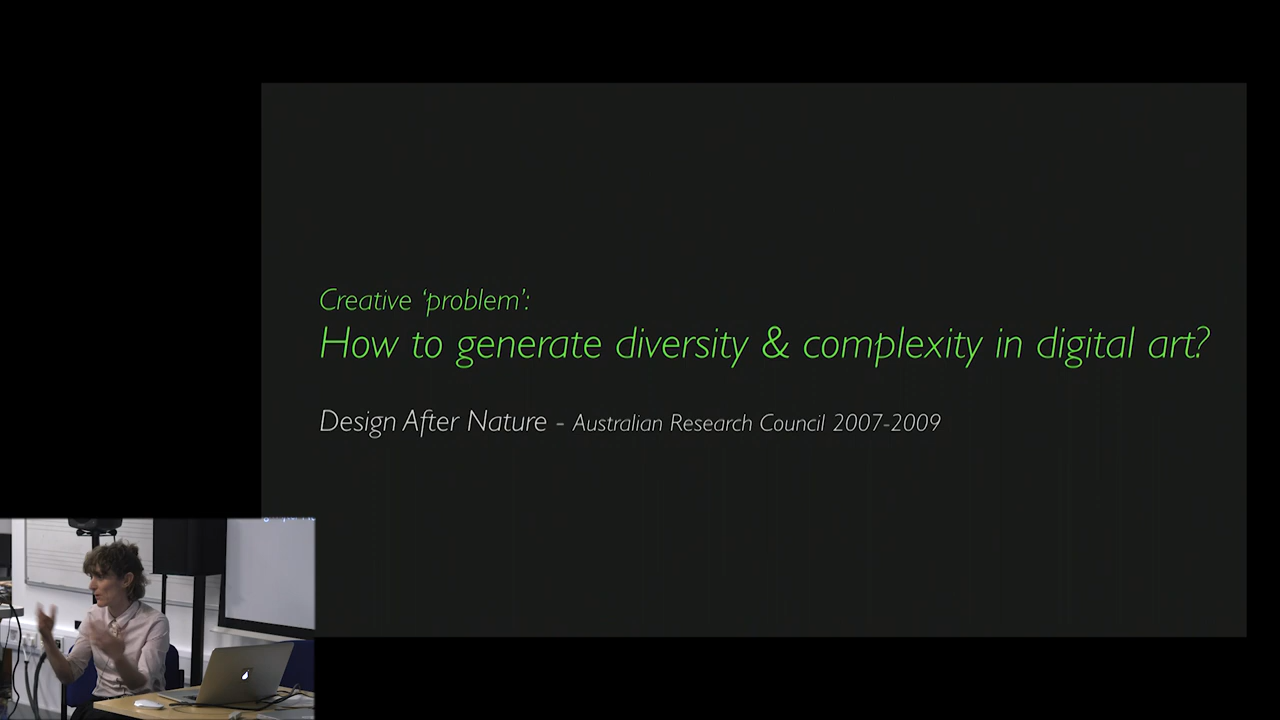 Creative ‘problem’:
How to generate diversity & complexity in digital art?
Design After Nature - Australian Research Council 2007-2009